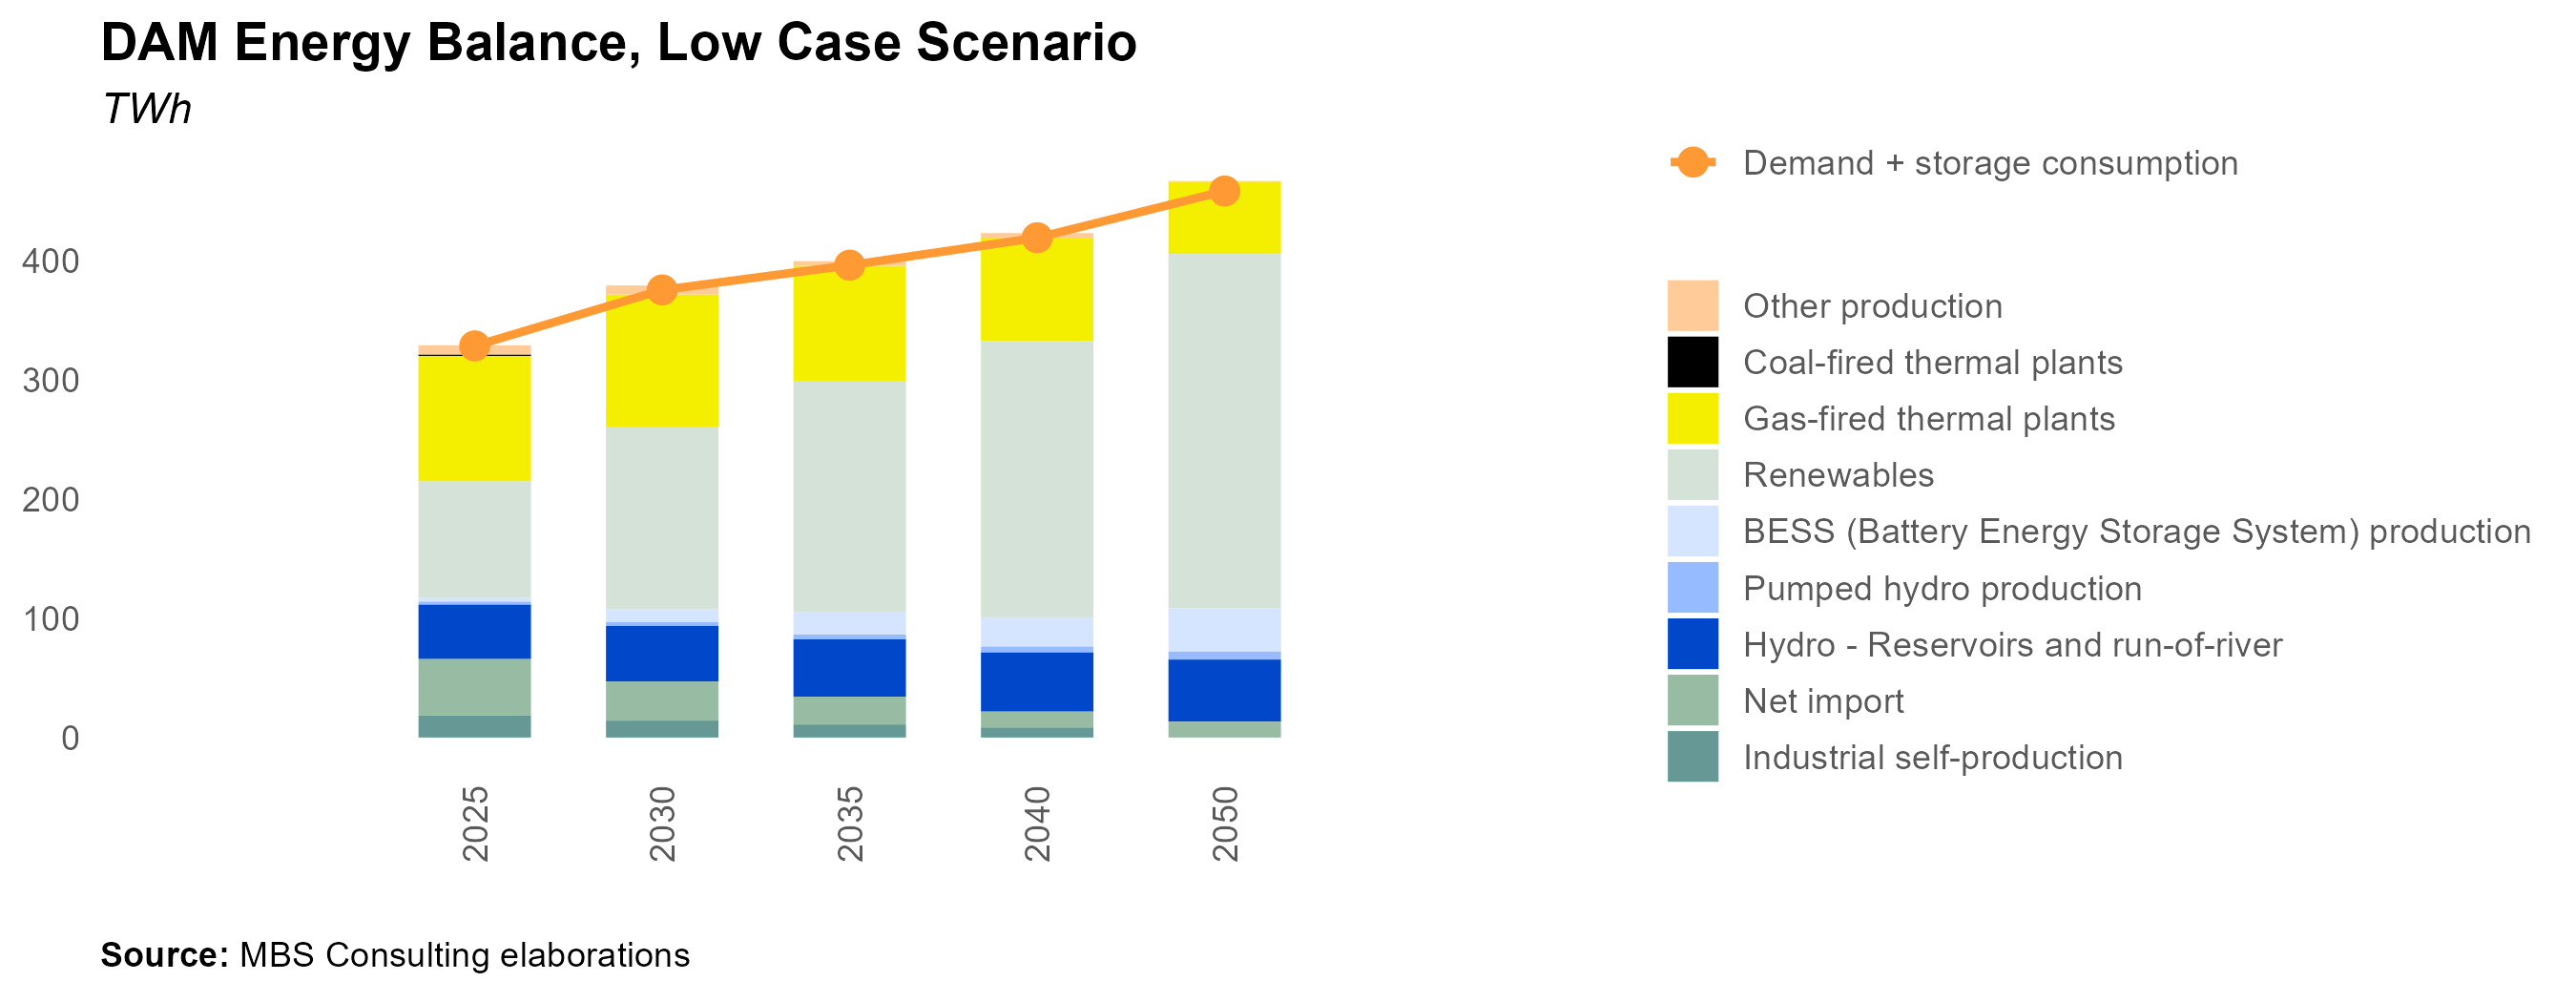 DAM Energy Balance, Low Case Scenario
TWh
Demand + storage consumption
400
300
200
100
0
Other production
Coal-fired thermal plants
Gas-fired thermal plants
Renewables
BESS (Battery Energy Storage System) production
Pumped hydro production
Hydro - Reservoirs and run-of-river
Net import
Industrial self-production
2025
2030
2035
2040
2050
Source: MBS Consulting elaborations